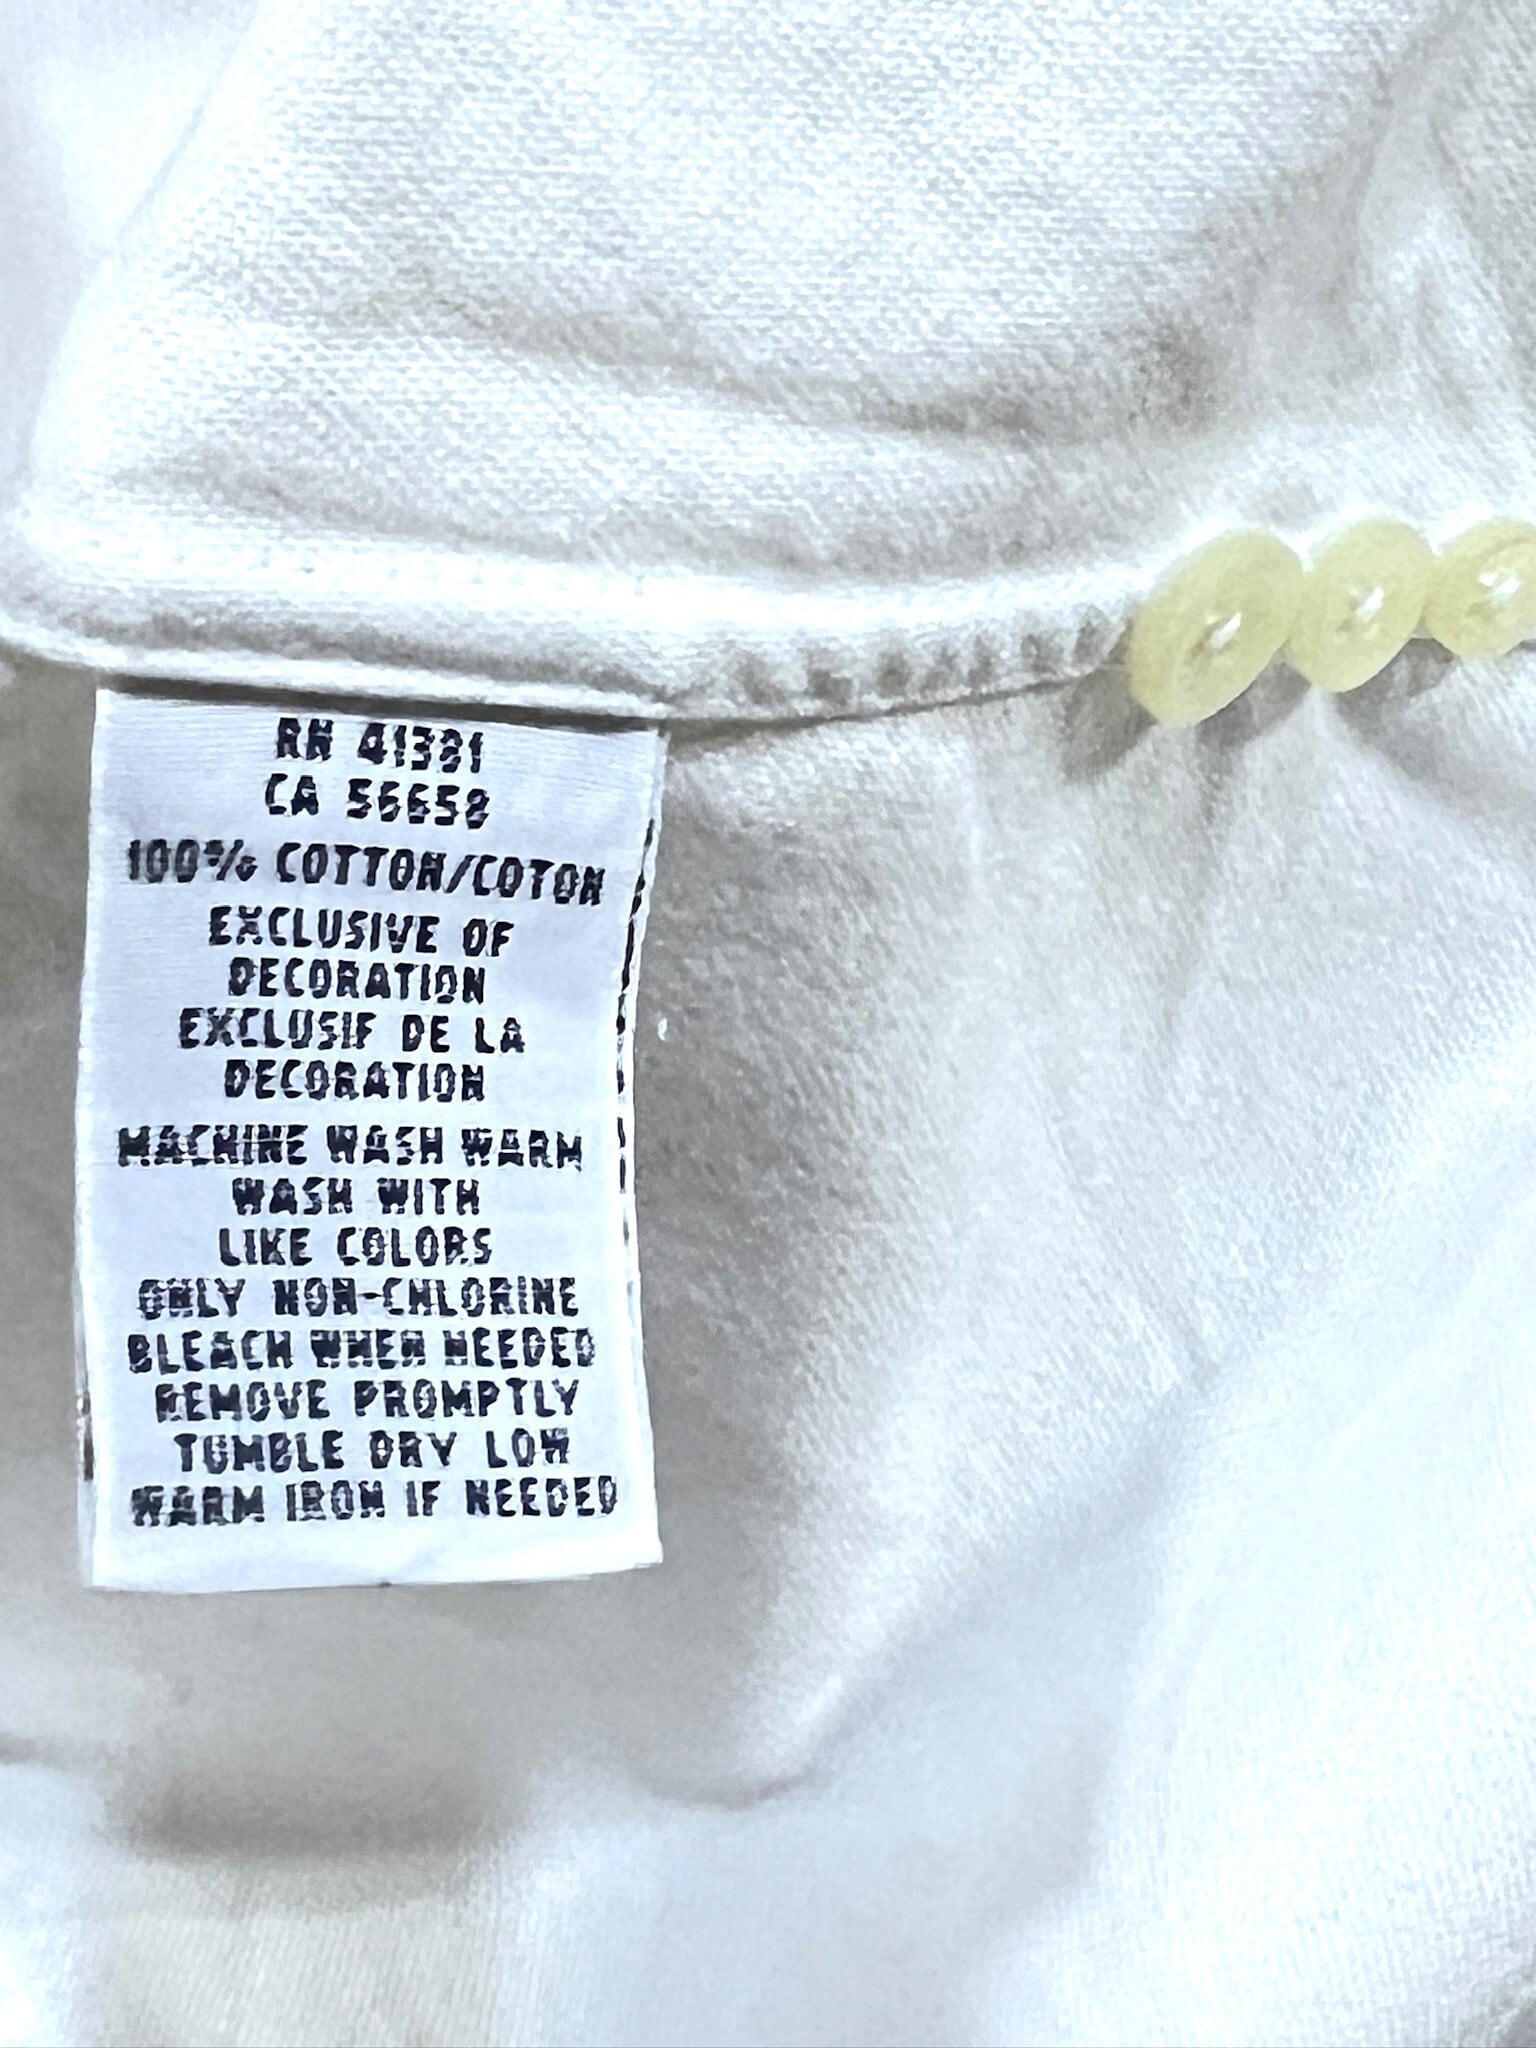 RN 41381
CA 56658
100% COTTON/COTON
EXCLUSIVE OF
DECORATION
EXCLUSIF DE LA
DECORATION
MACHINE WASH WARM
WASH WITH
LIKE COLORS
ONLY NON-CHLORINE
BLEACH WHEN NEEDED
REMOVE PROMPTLY
TUMBLE DRY LOW
WARM IRON IF NEEDED